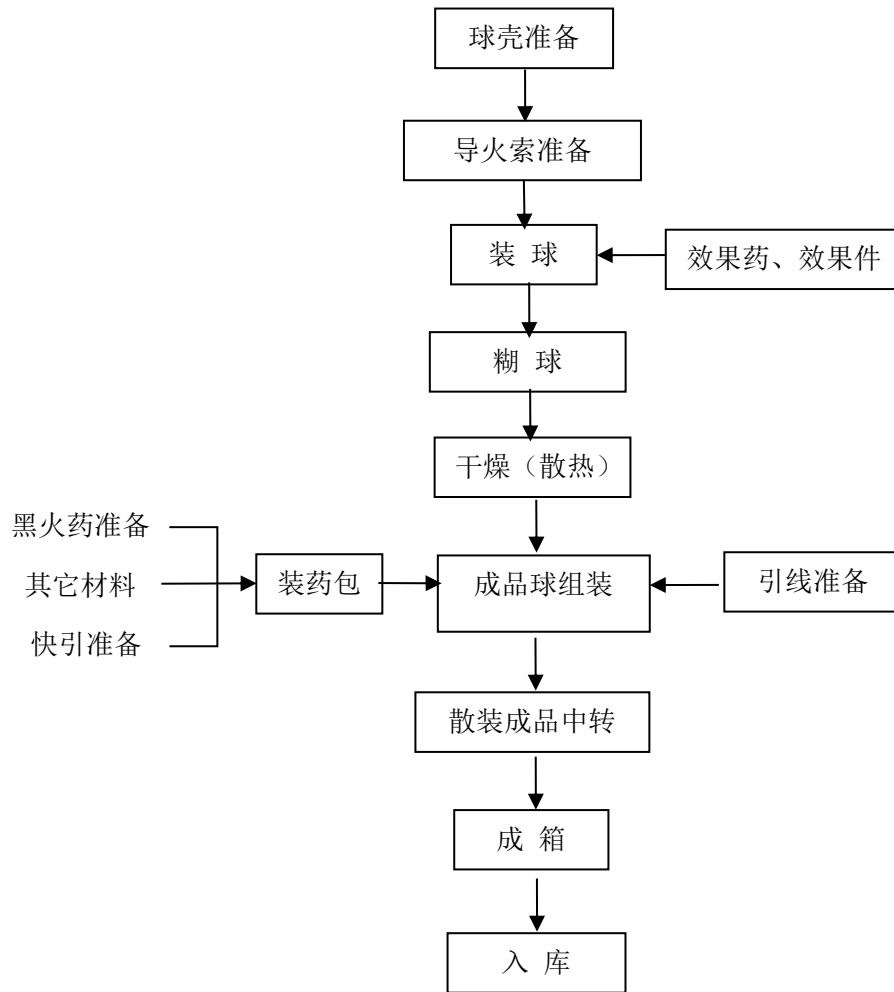 球壳准备
导火索准备
装 球
效果药、效果件
糊 球
干燥（散热）
黑火药准备
其它材料
快引准备
装药包
成品球组装
引线准备
散装成品中转
成 箱
入 库